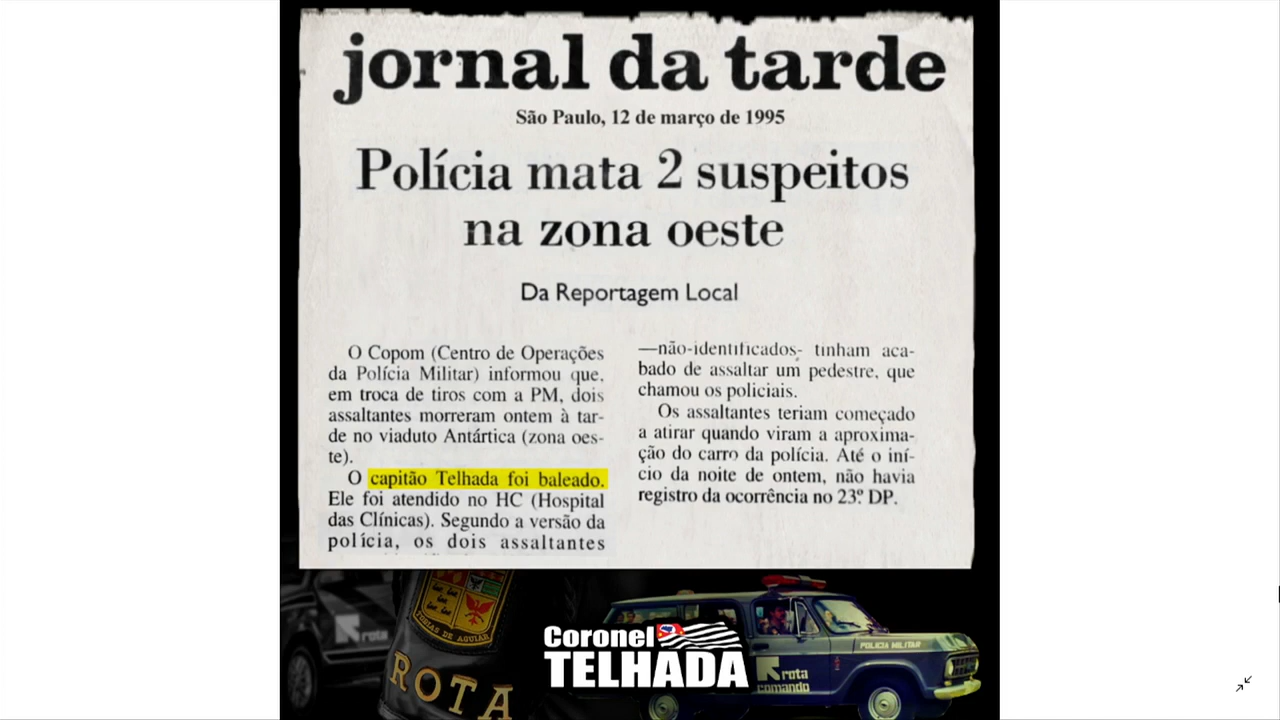 jornal da tarde
São Paulo, 12 de março de 1995
Polícia mata 2 suspeitos
na zona oeste
Da Reportagem Local
O Copom (Centro de Operações
da Polícia Militar) informou que,
em troca de tiros com a PM, dois
assaltantes morreram ontem à tar-
de no viaduto Antártica (zona oes-
te).
O capitão Telhada foi baleado.
Ele foi atendido no HC (Hospital
das Clínicas). Segundo a versão da
polícia, os dois assaltantes
—não-identificados- tinham aca-
bado de assaltar um pedestre, que
chamou os policiais.
Os assaltantes teriam começado
a atirar quando viram a aproxima-
ção do carro da polícia. Até o iní-
cio da noite de ontem, não havia
registro da ocorrência no 23º DP.
rota
BIAS DE AGUIAR
ROTA
Coronel
TELHADA
POLICIA MILITAR
rota
comando